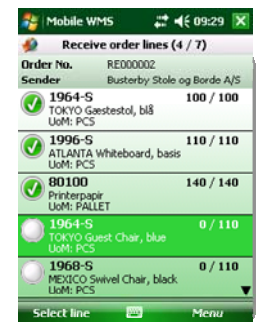 Mobile WMS 09:29
Receive order lines (4 / 7)
Order No. RE000002
Sender Busterby Stole og Borde A/S
1964-S 100 / 100
TOKYO Gæstestol, blå
UoM: PCS
1996-S 110 / 110
ATLANTA Whiteboard, basis
UoM: PCS
80100 140 / 140
Printerpapir
UoM: PALLET
1964-S 0 / 110
TOKYO Guest Chair, blue
UoM: PCS
1968-S 0 / 110
MEXICO Swivel Chair, black
UoM: PCS
Select line Menu